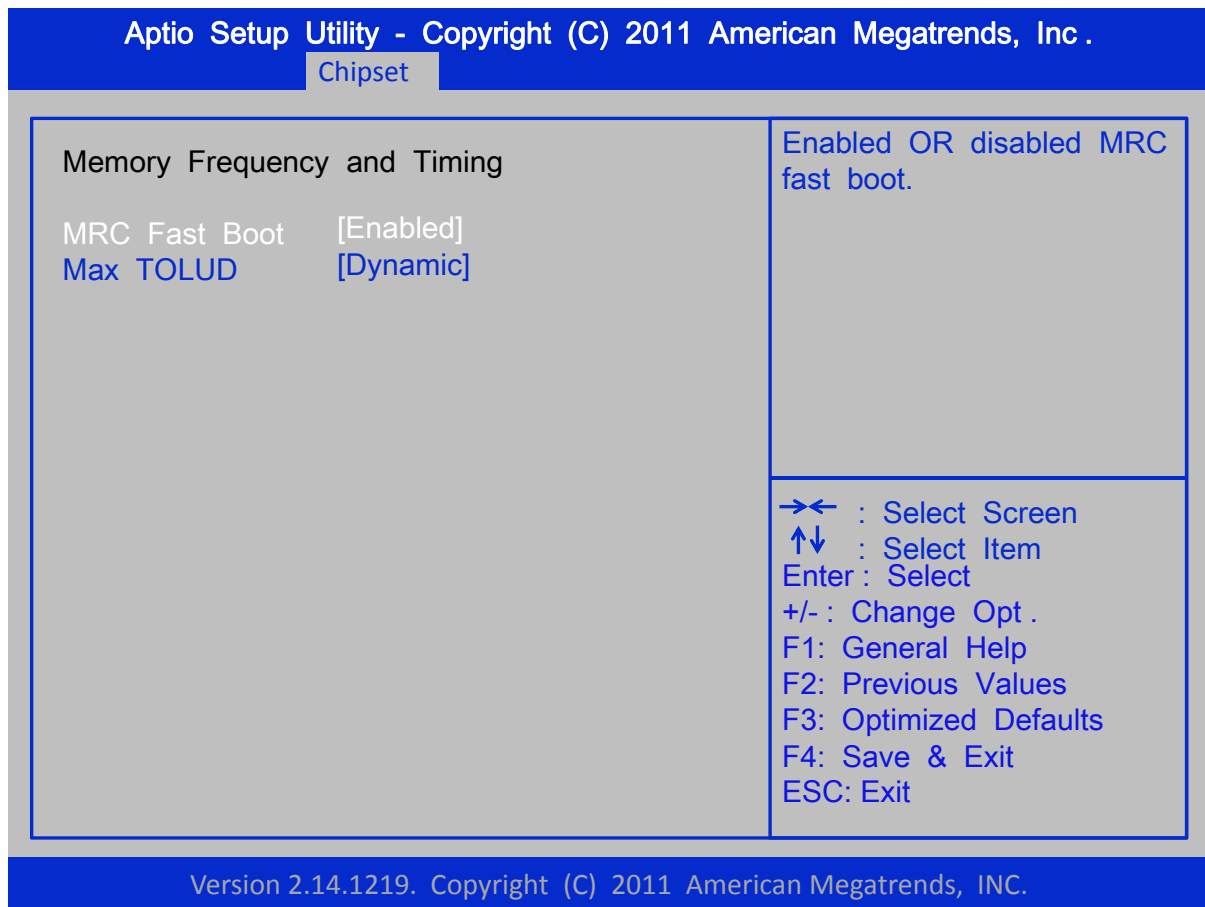 Aptio Setup Utility - Copyright (C) 2011 American Megatrends, Inc .
Chipset
Memory Frequency and Timing
MRC Fast Boot [Enabled]
Max TOLUD [Dynamic]
Enabled OR disabled MRC
fast boot.
→← : Select Screen
↑↓ : Select Item
Enter : Select
+/- : Change Opt .
F1: General Help
F2: Previous Values
F3: Optimized Defaults
F4: Save & Exit
ESC: Exit
Version 2.14.1219. Copyright (C) 2011 American Megatrends, INC.